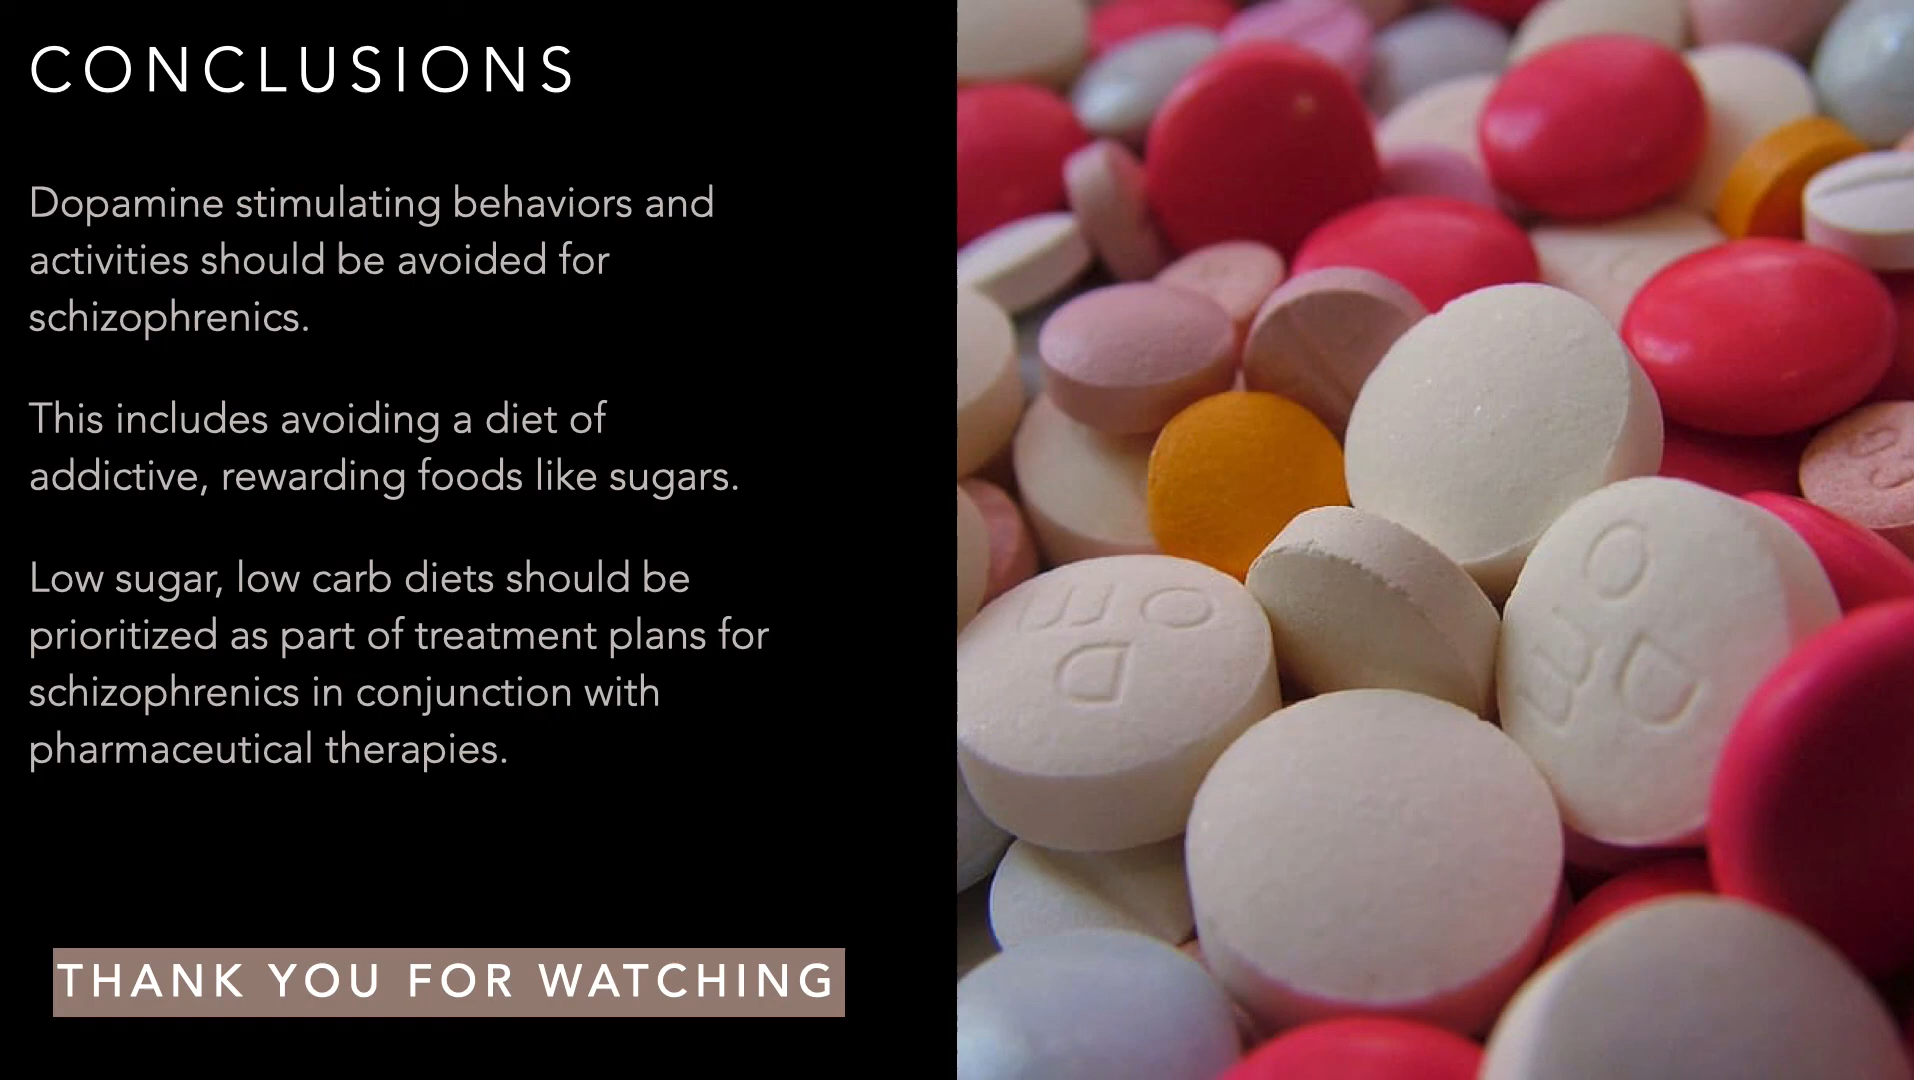 CONCLUSIONS
Dopamine stimulating behaviors and
activities should be avoided for
schizophrenics.
This includes avoiding a diet of
addictive, rewarding foods like sugars.
Low sugar, low carb diets should be
prioritized as part of treatment plans for
schizophrenics in conjunction with
pharmaceutical therapies.
THANK YOU FOR WATCHING